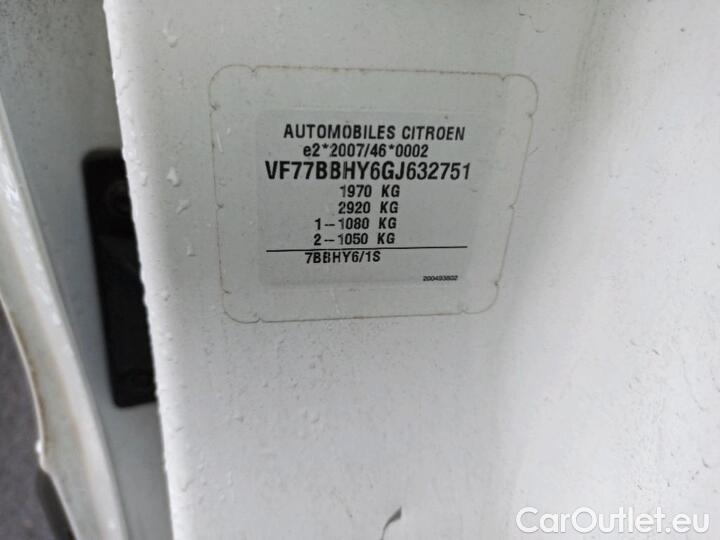 AUTOMOBILES CITROEN
e2*2007/46*0002
VF77BBHY6GJ632751
1970 KG
2920 KG
1-1080 KG
2-1050 KG
7BBHY6/1S
200493802
CarOutlet.eu